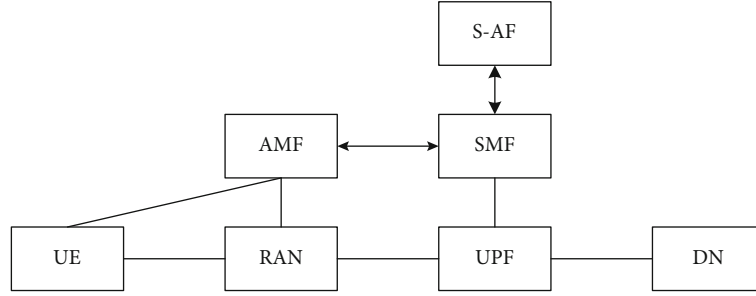 S-AF
AMF
SMF
UE
RAN
UPF
DN